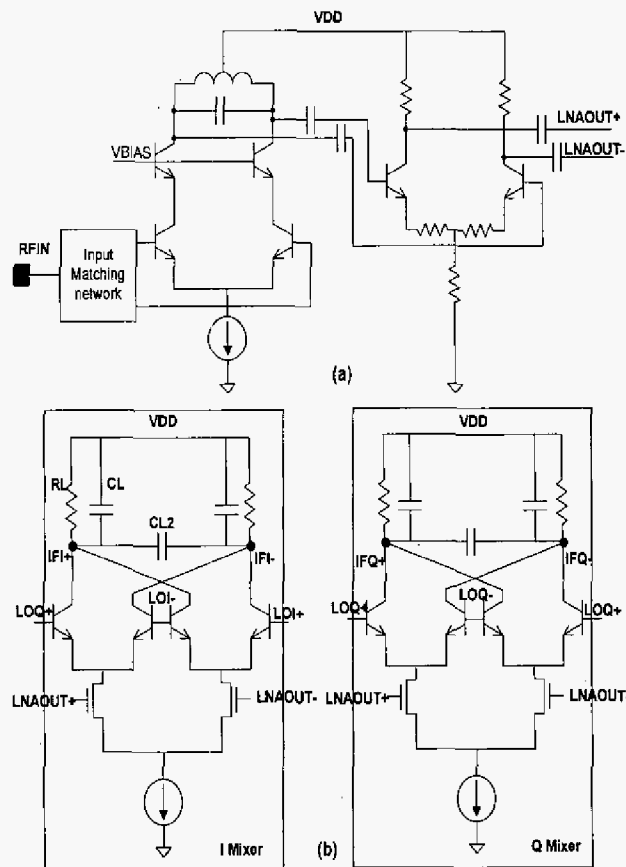 VDD
LNAOUT+
LNAOUT-
VBIAS
RFIN
Input
Matching
network
(a)
VDD
VDD
RL
CL
CL2
IFI+
IFI-
IFQ+
IFQ-
LOI-
LOQ-
LOQ+
LOI+
LOQ+
LOQ+
LNAOUT+
LNAOUT-
LNAOUT+
LNAOUT
I Mixer
(b)
Q Mixer